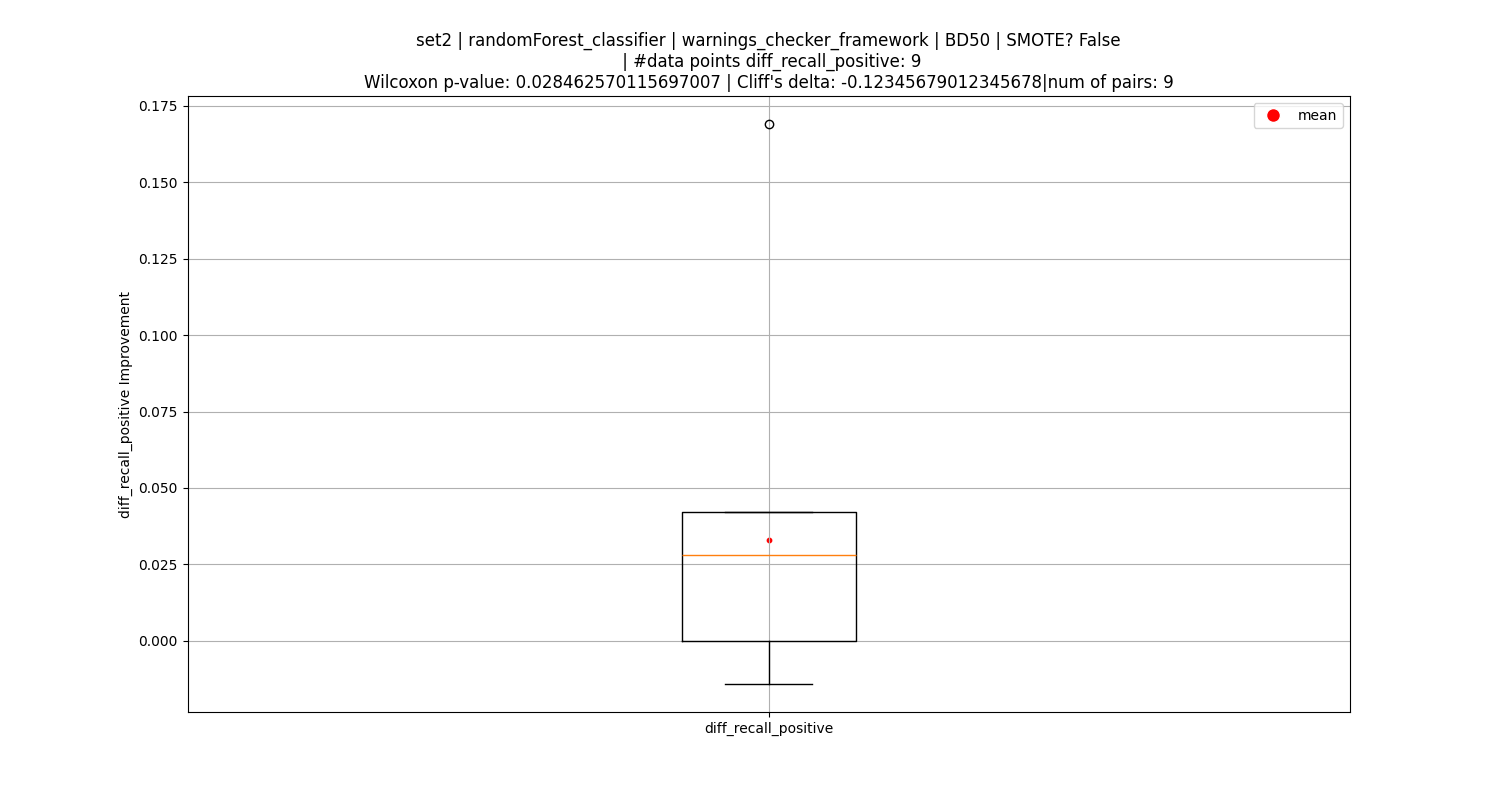 set2 | randomForest_classifier | warnings_checker_framework | BD50 | SMOTE? False
| #data points diff_recall_positive: 9
Wilcoxon p-value: 0.028462570115697007 | Cliff's delta: -0.12345679012345678|num of pairs: 9
mean
0.175
0.150
0.125
0.100
0.075
0.050
0.025
0.000
diff_recall_positive Improvement
diff_recall_positive